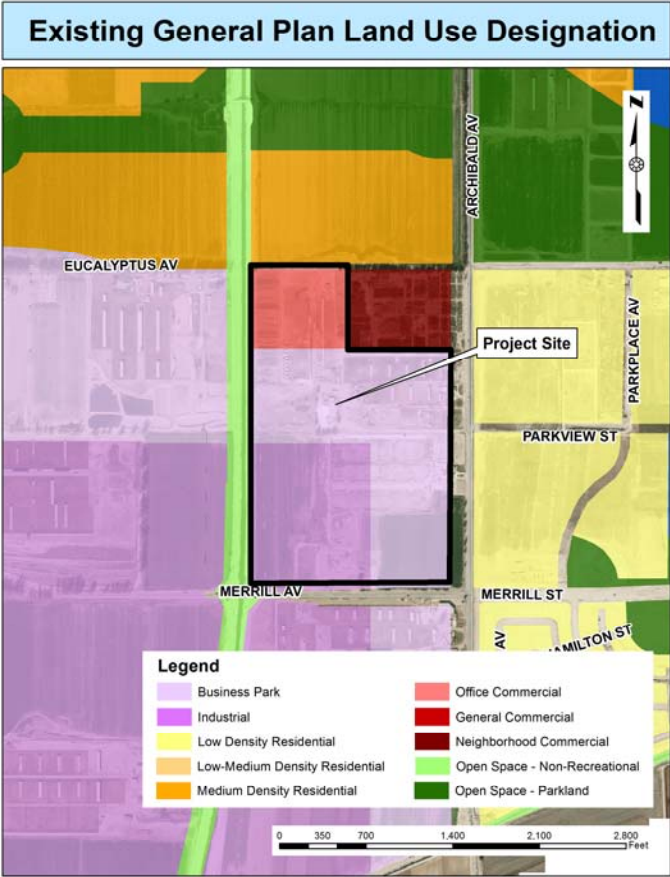 Existing General Plan Land Use Designation
ARCHIBALD AV
EUCALYPTUS AV
Project Site
PARKPLACE AV
PARKVIEW ST
MERRILL AV
MERRILL ST
AV
HAMILTON ST
Legend
Business Park
Industrial
Low Density Residential
Low-Medium Density Residential
Medium Density Residential
Office Commercial
General Commercial
Neighborhood Commercial
Open Space - Non-Recreational
Open Space - Parkland
0 350 700 1,400 2,100 2,800
Feet